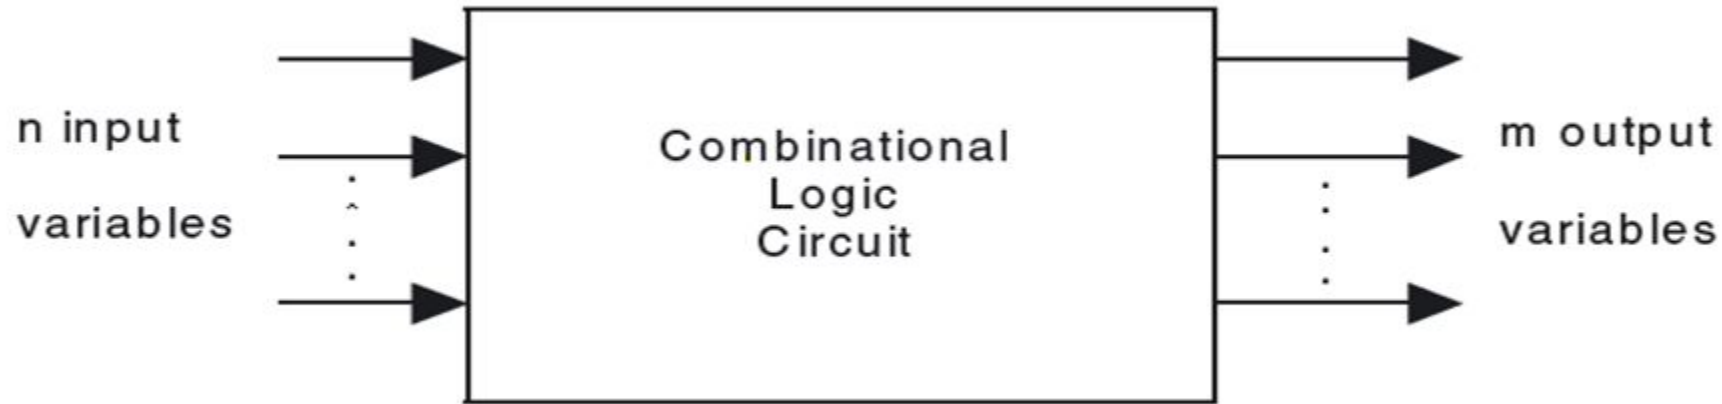 n input
variables
Combinational
Logic
Circuit
m output
variables